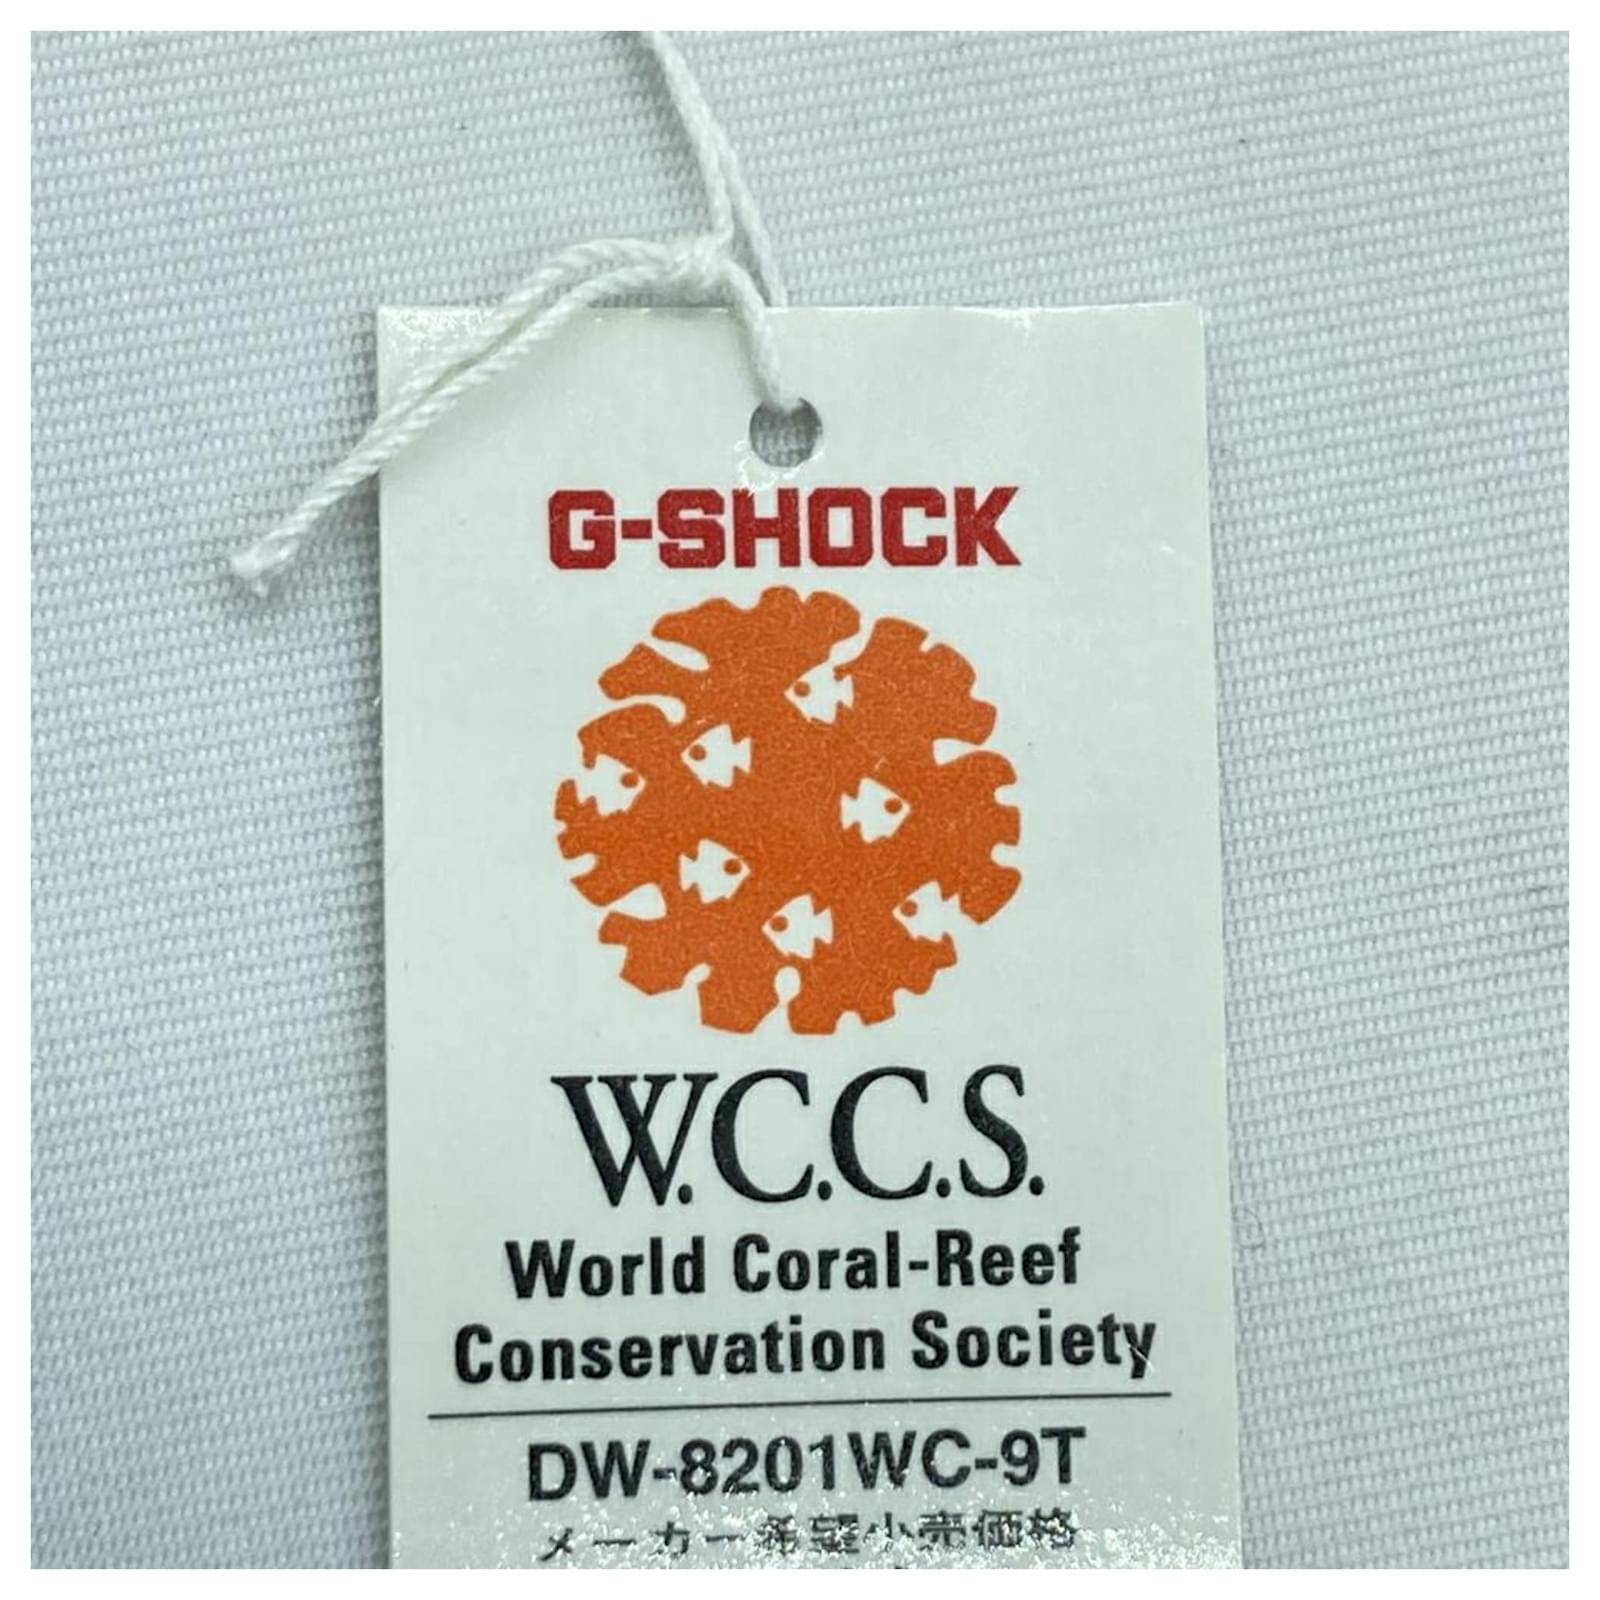 G-SHOCK
W.C.C.S.
World Coral-Reef
Conservation Society
DW-8201WC-9T
メーカー希望小売価格